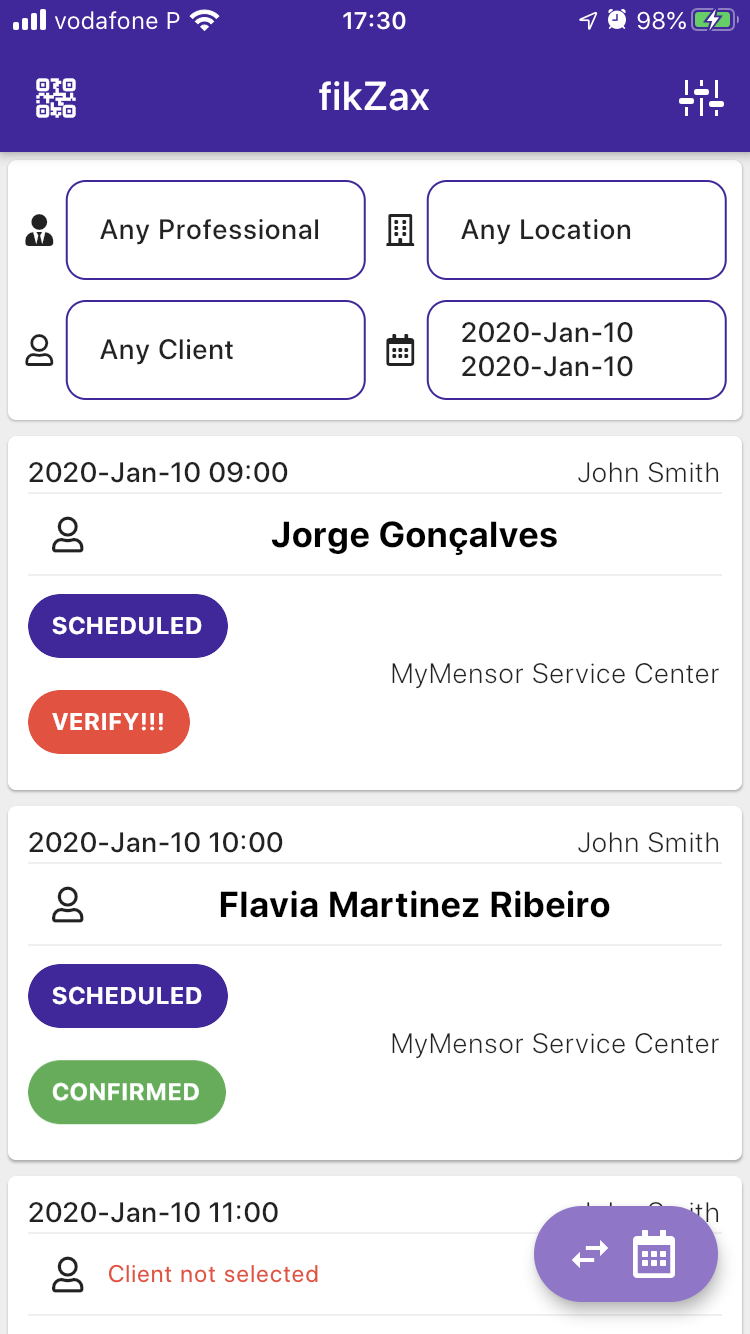 vodafone P 17:30 98%
fikZax
Any Professional Any Location
Any Client 2020-Jan-10
2020-Jan-10
2020-Jan-10 09:00 John Smith
Jorge Gonçalves
SCHEDULED
MyMensor Service Center
VERIFY!!!
2020-Jan-10 10:00 John Smith
Flavia Martinez Ribeiro
SCHEDULED
MyMensor Service Center
CONFIRMED
2020-Jan-10 11:00
Client not selected